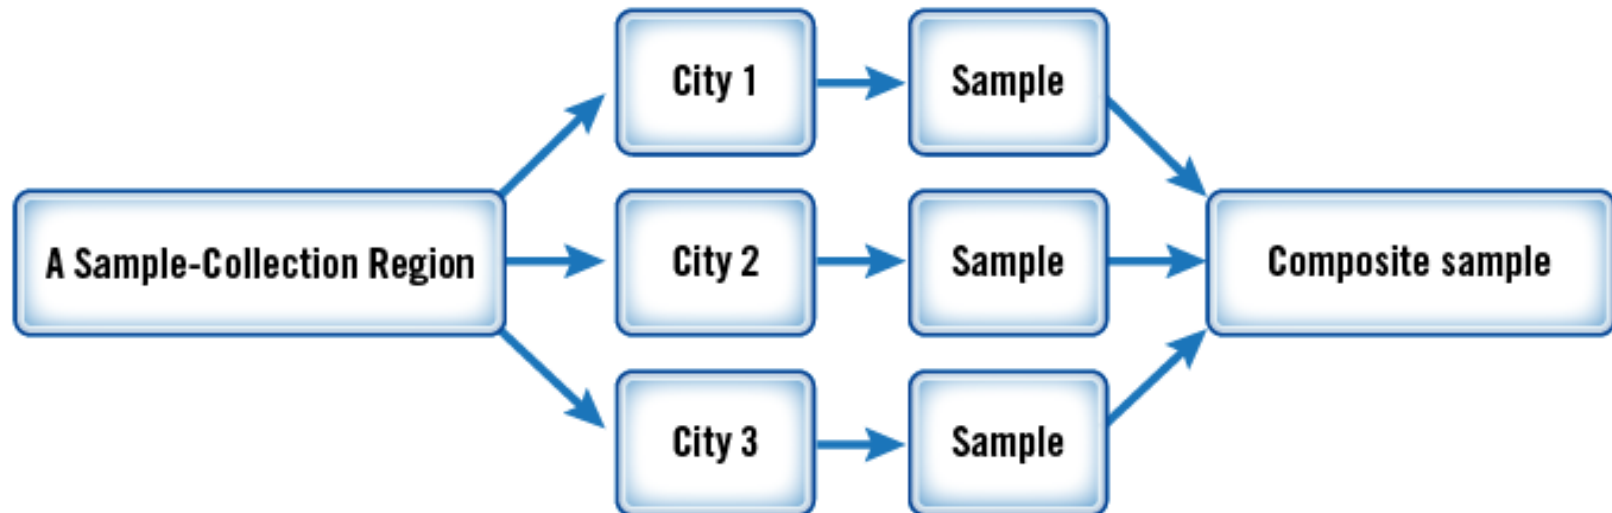 A Sample-Collection Region
City 1
Sample
City 2
Sample
City 3
Sample
Composite sample